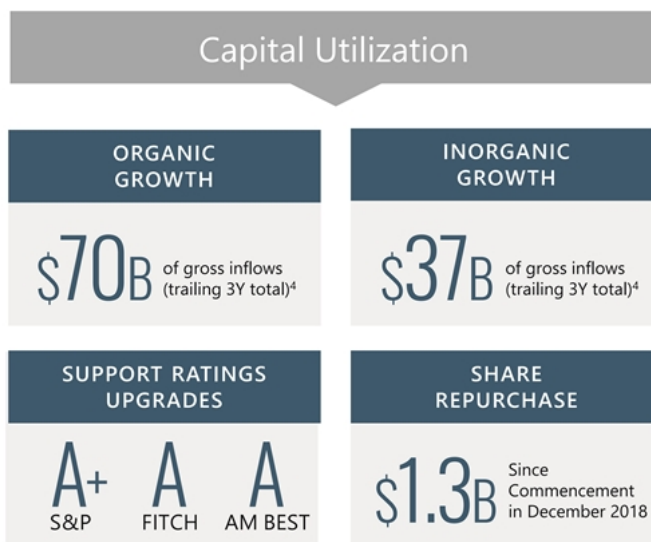 Capital Utilization
ORGANIC
GROWTH
$70B of gross inflows
(trailing 3Y total)⁴
INORGANIC
GROWTH
$37B of gross inflows
(trailing 3Y total)⁴
SUPPORT RATINGS
UPGRADES
A+ A A
S&P FITCH AM BEST
SHARE
REPURCHASE
$1.3B Since
Commencement
in December 2018